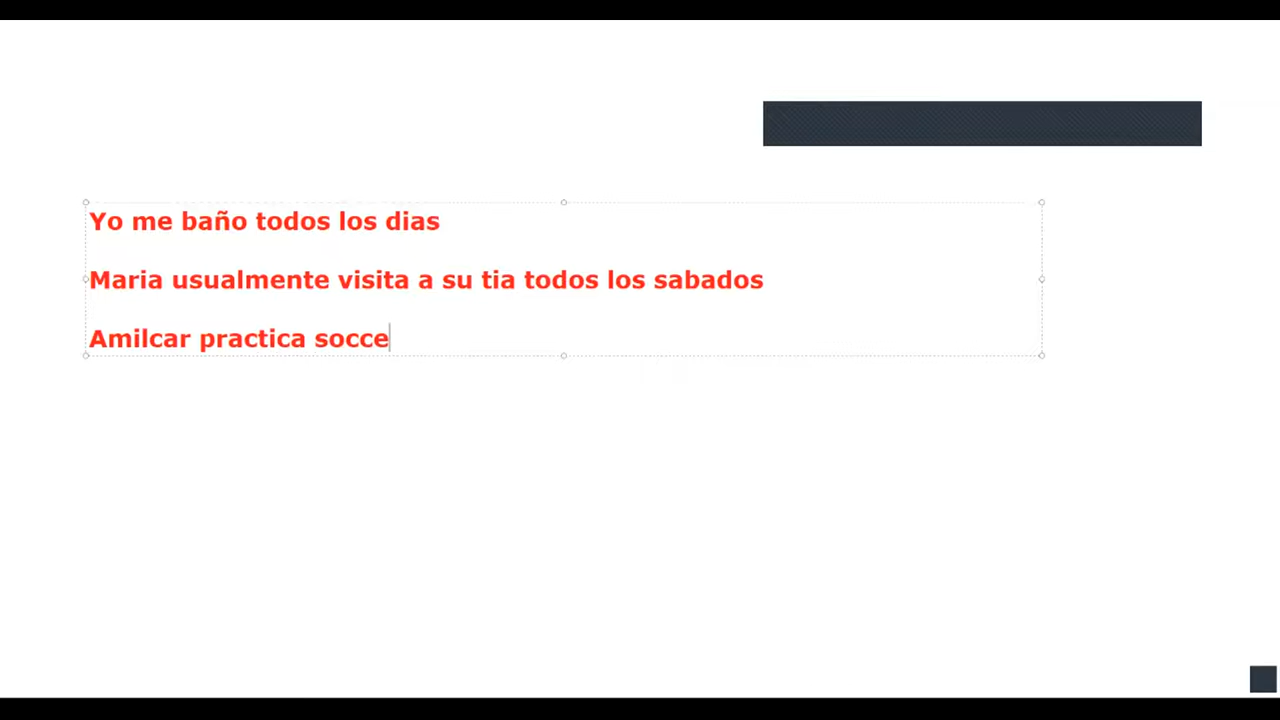 Yo me baño todos los dias
Maria usualmente visita a su tia todos los sabados
Amilcar practica socce